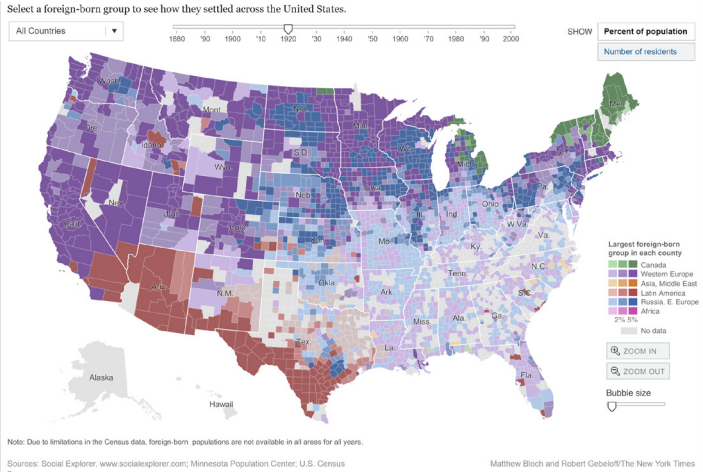 Select a foreign-born group to see how they settled across the United States.
All Countries
1880 '90 1900 '10 1920 '30 1940 '50 1960 '70 1980 '90 2000
SHOW
Percent of population
Number of residents
Wash.
Mont.
Me.
Ore.
Idaho
Minn.
Wis.
S.D.
Mich.
Wyo.
Iowa
Neb.
Pa.
Nev.
Utah
Ill.
Ind.
Ohio
W.Va.
Va.
Calif.
Mo.
Ky.
Largest foreign-born
group in each county
Canada
Western Europe
Asia, Middle East
Latin America
Russia, E. Europe
Africa
2% 5%
No data
Ariz.
N.M.
Okla.
Ark.
Tenn.
N.C.
S.C.
Tex.
La.
Miss.
Ala.
Ga.
Fla.
ZOOM IN
ZOOM OUT
Bubble size
Alaska
Hawaii
Note: Due to limitations in the Census data, foreign-born populations are not available in all areas for all years.
Sources: Social Explorer, www.socialexplorer.com; Minnesota Population Center; U.S. Census
Matthew Bloch and Robert Gebeloff/The New York Times